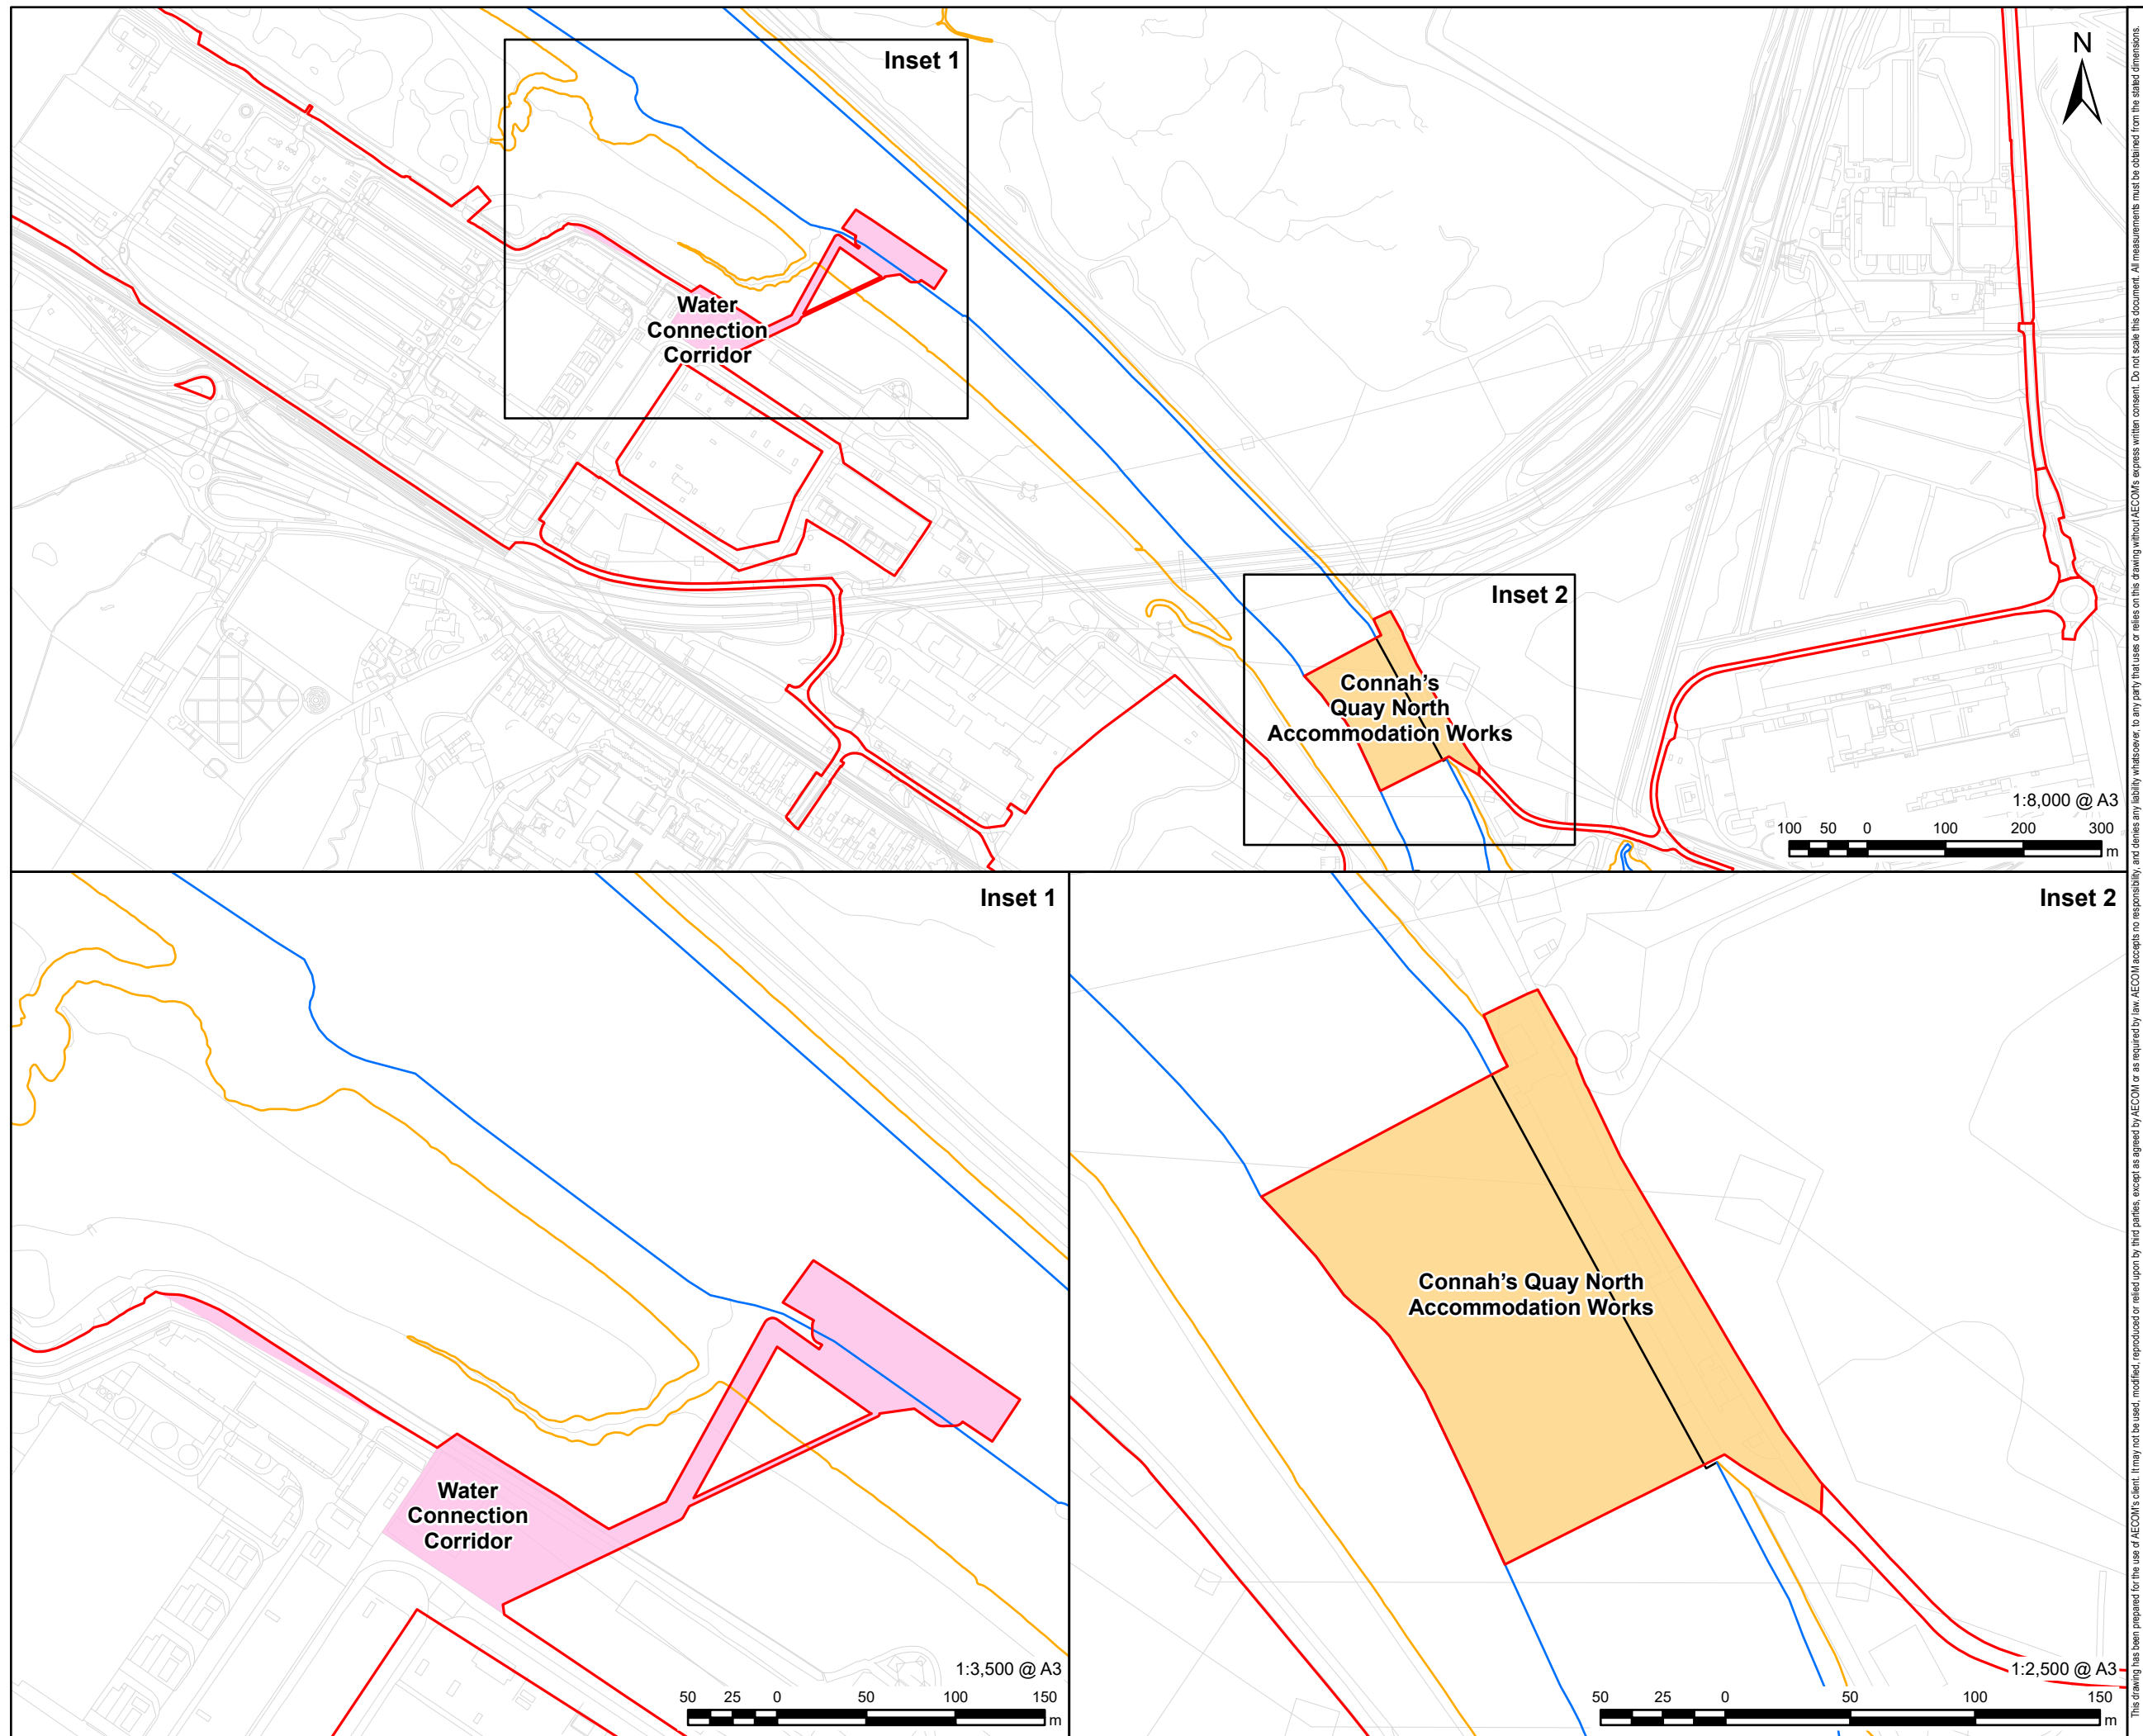 Inset 1
N
Water
Connection
Corridor
Inset 2
Connah's
Quay North
Accommodation Works
1:8,000 @ A3
100 50 0 100 200 300
m
Inset 1
Water
Connection
Corridor
1:3,500 @ A3
50 25 0 50 100 150
m
Inset 2
Connah's Quay North
Accommodation Works
1:2,500 @ A3
50 25 0 50 100 150
m
This drawing has been prepared for the use of AECOM's client. It may not be used, modified, reproduced or relied upon by third parties, except as agreed by AECOM or as required by law. AECOM accepts no responsibility, and denies any liability whatsoever, to any party that uses or relies on this drawing without AECOM's express written consent. Do not scale this document. All measurements must be obtained from the stated dimensions.